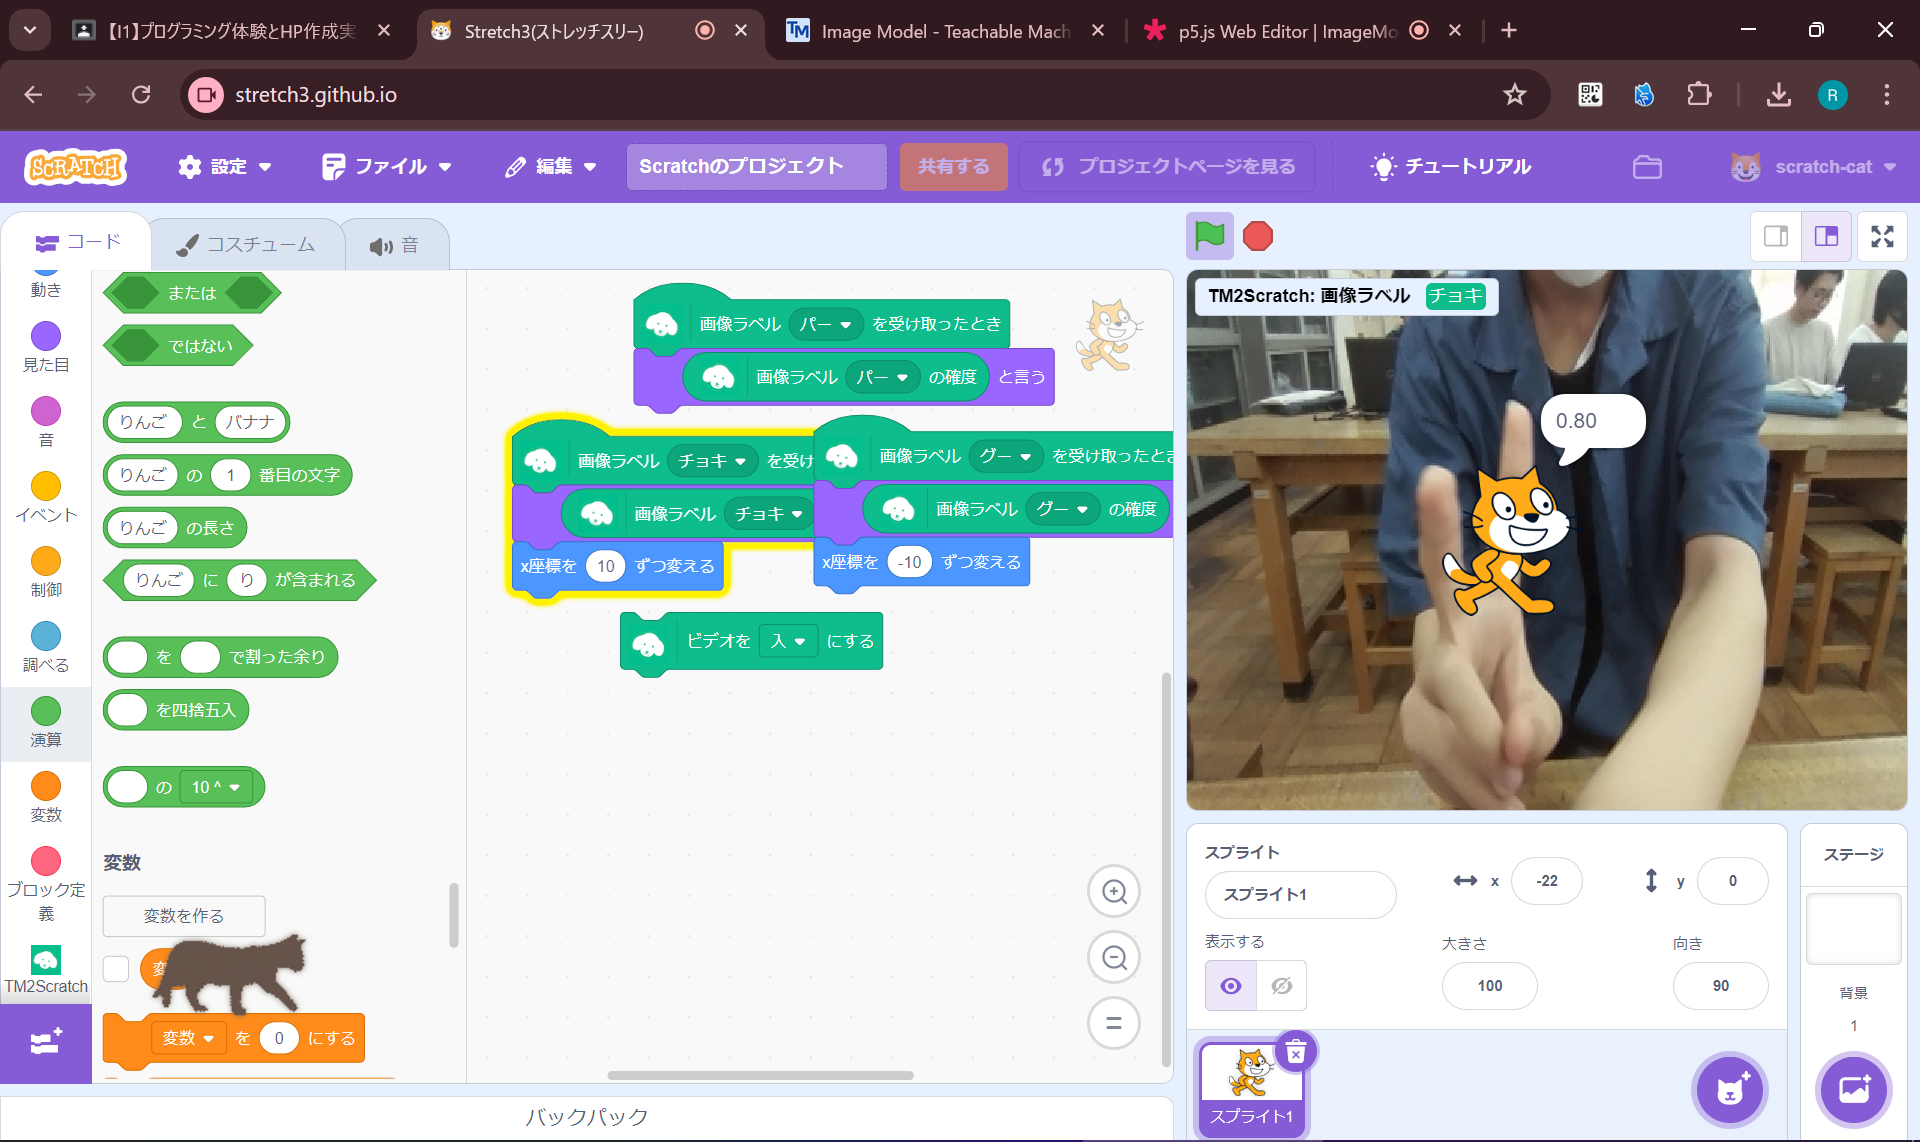 【I1】プログラミング体験とHP作成実
Stretch3(ストレッチスリー)
TM Image Model - Teachable Mach
p5.js Web Editor | ImageMo
stretch3.github.io
R
SCRATCH
設定
ファイル
編集
Scratchのプロジェクト
共有する
プロジェクトページを見る
チュートリアル
scratch-cat
コード
コスチューム
音
動き
見た目
音
イベント
制御
調べる
演算
変数
ブロック定義
TM2Scratch
または
ではない
りんご と バナナ
りんご の 1 番目の文字
りんご の長さ
りんご に り が含まれる
を で割った余り
を四捨五入
の 10 ^
変数
変数を作る
変
変数 を 0 にする
画像ラベル パー を受け取ったとき
画像ラベル パー の確度 と言う
画像ラベル チョキ を受け
画像ラベル チョキ
x座標を 10 ずつ変える
画像ラベル グー を受け取ったとき
画像ラベル グー の確度
x座標を -10 ずつ変える
ビデオを 入 にする
バックパック
TM2Scratch: 画像ラベル チョキ
0.80
スプライト
スプライト1
x -22
y 0
表示する
大きさ
100
向き
90
スプライト1
ステージ
背景
1